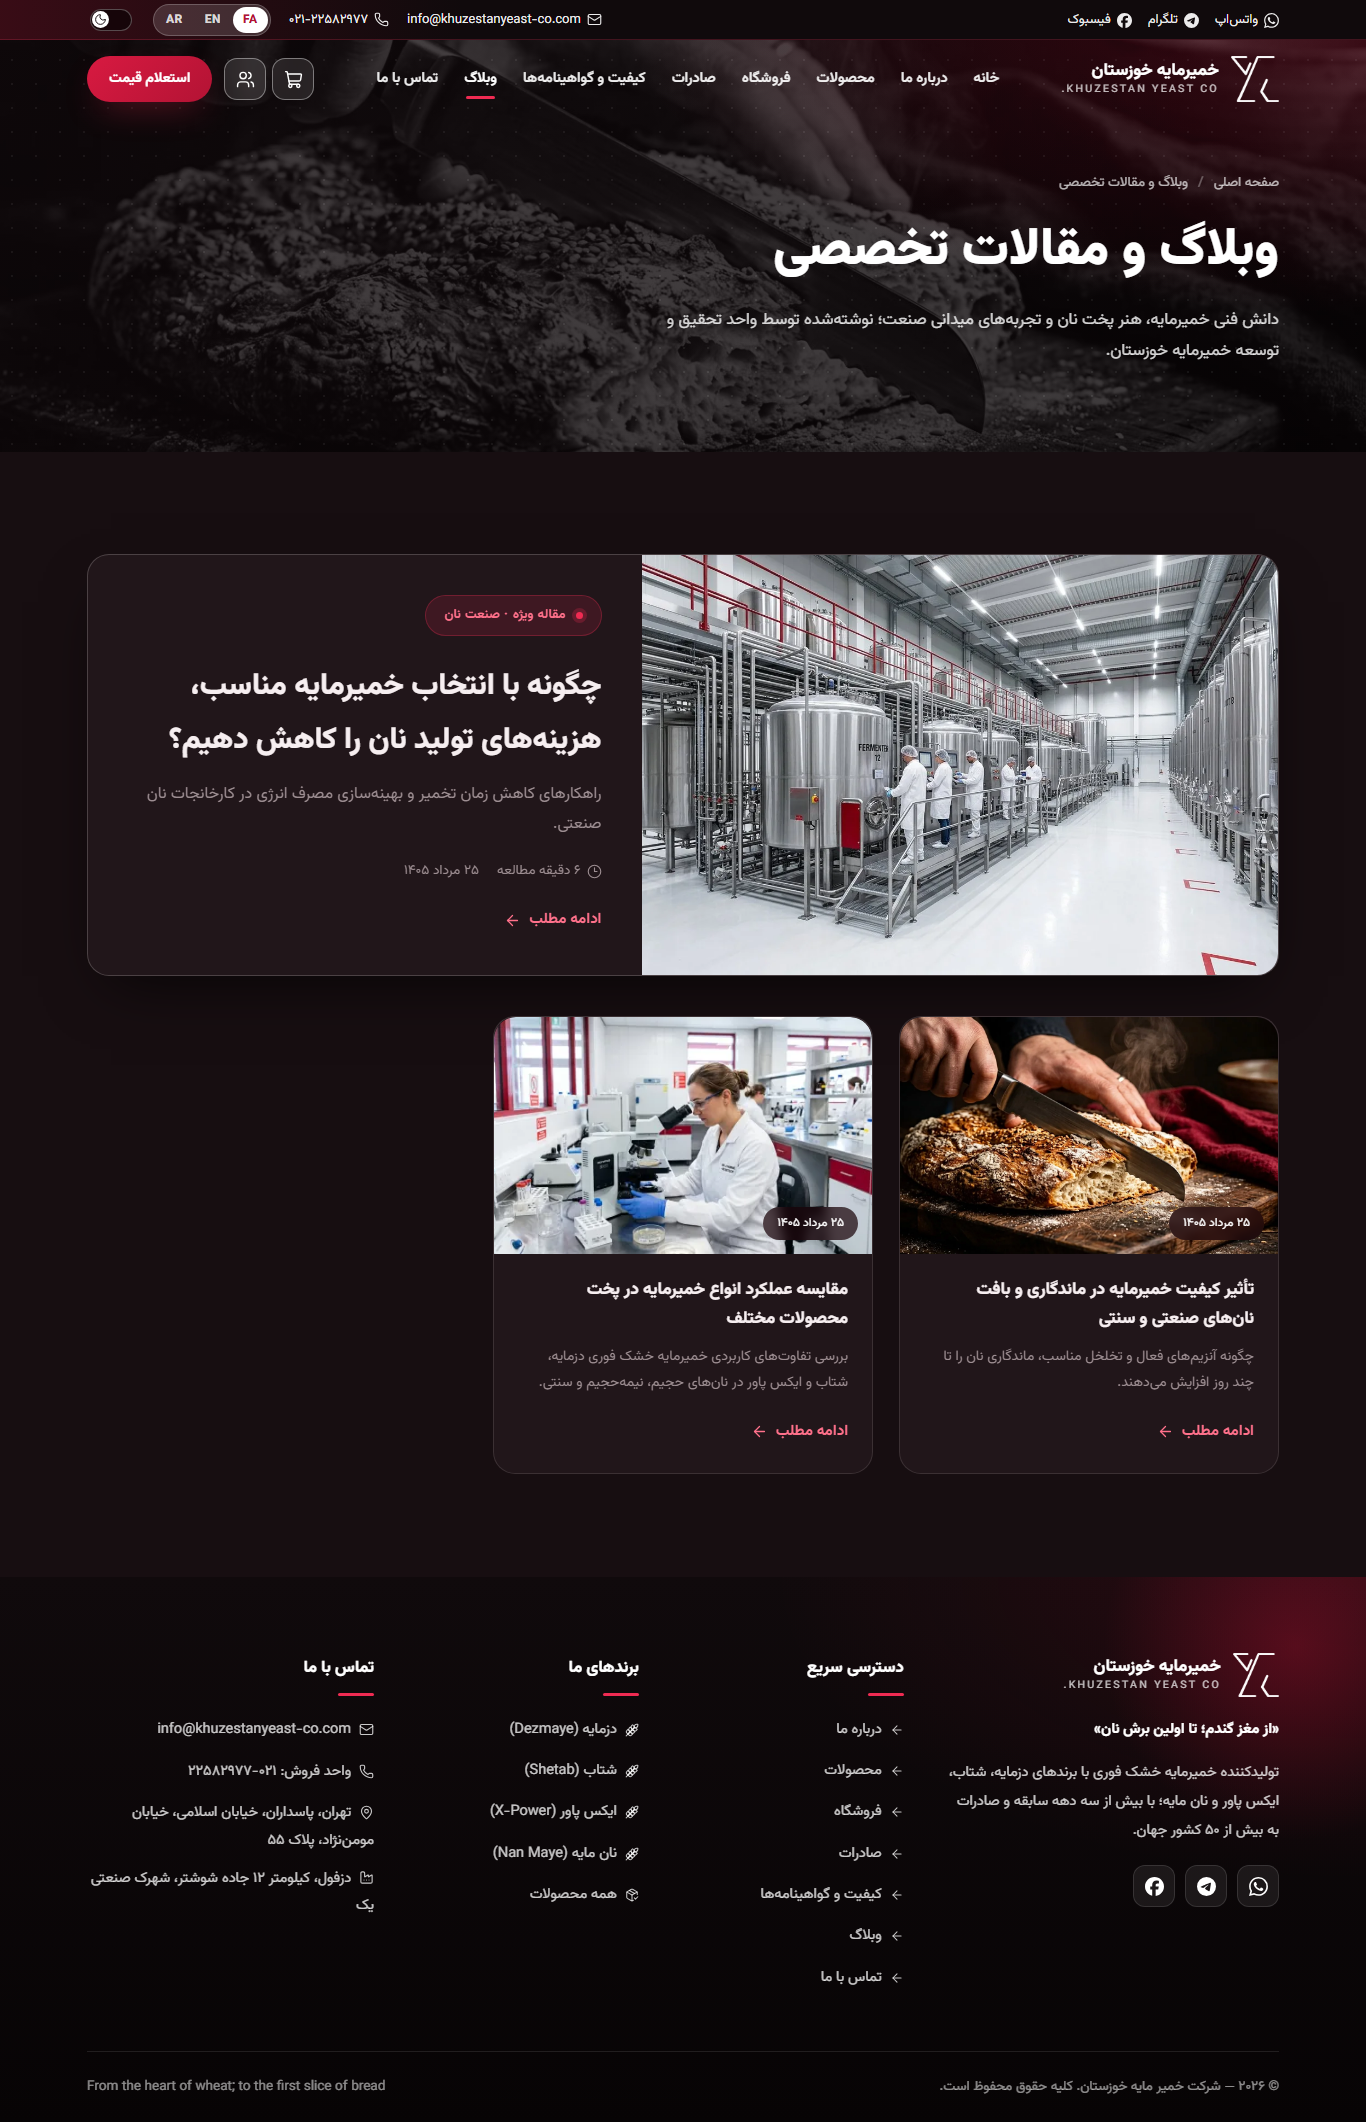 واتس‌اپ
تلگرام
فیسبوک
info@khuzestanyeast-co.com
۰۲۱-۲۲۵۸۲۹۷۷
FA EN AR
خمیرمایه خوزستان
KHUZESTAN YEAST CO.
خانه
درباره ما
محصولات
فروشگاه
صادرات
کیفیت و گواهینامه‌ها
وبلاگ
تماس با ما
استعلام قیمت
صفحه اصلی / وبلاگ و مقالات تخصصی
وبلاگ و مقالات تخصصی
دانش فنی خمیرمایه، هنر پخت نان و تجربه‌های میدانی صنعت؛ نوشته‌شده توسط واحد تحقیق و
توسعه خمیرمایه خوزستان.
FERMENTER
12
مقاله ویژه · صنعت نان
چگونه با انتخاب خمیرمایه مناسب،
هزینه‌های تولید نان را کاهش دهیم؟
راهکارهای کاهش زمان تخمیر و بهینه‌سازی مصرف انرژی در کارخانجات نان
صنعتی.
۶ دقیقه مطالعه ۲۵ مرداد ۱۴۰۵
ادامه مطلب
۲۵ مرداد ۱۴۰۵
تأثیر کیفیت خمیرمایه در ماندگاری و بافت
نان‌های صنعتی و سنتی
چگونه آنزیم‌های فعال و تخلخل مناسب، ماندگاری نان را تا
چند روز افزایش می‌دهند.
ادامه مطلب
۲۵ مرداد ۱۴۰۵
مقایسه عملکرد انواع خمیرمایه در پخت
محصولات مختلف
بررسی تفاوت‌های کاربردی خمیرمایه خشک فوری دزمایه،
شتاب و ایکس پاور در نان‌های حجیم، نیمه‌حجیم و سنتی.
ادامه مطلب
خمیرمایه خوزستان
KHUZESTAN YEAST CO.
«از مغز گندم؛ تا اولین برش نان»
تولیدکننده خمیرمایه خشک فوری با برندهای دزمایه، شتاب،
ایکس پاور و نان مایه؛ با بیش از سه دهه سابقه و صادرات
به بیش از ۵۰ کشور جهان.
دسترسی سریع
درباره ما
محصولات
فروشگاه
صادرات
کیفیت و گواهینامه‌ها
وبلاگ
تماس با ما
برندهای ما
دزمایه (Dezmaye)
شتاب (Shetab)
ایکس پاور (X-Power)
نان مایه (Nan Maye)
همه محصولات
تماس با ما
info@khuzestanyeast-co.com
واحد فروش: ۰۲۱-۲۲۵۸۲۹۷۷
تهران، پاسداران، خیابان اسلامی، خیابان
مومن‌نژاد، پلاک ۵۵
دزفول، کیلومتر ۱۲ جاده شوشتر، شهرک صنعتی
یک
© ۲۰۲۶ — شرکت خمیر مایه خوزستان. کلیه حقوق محفوظ است.
From the heart of wheat; to the first slice of bread